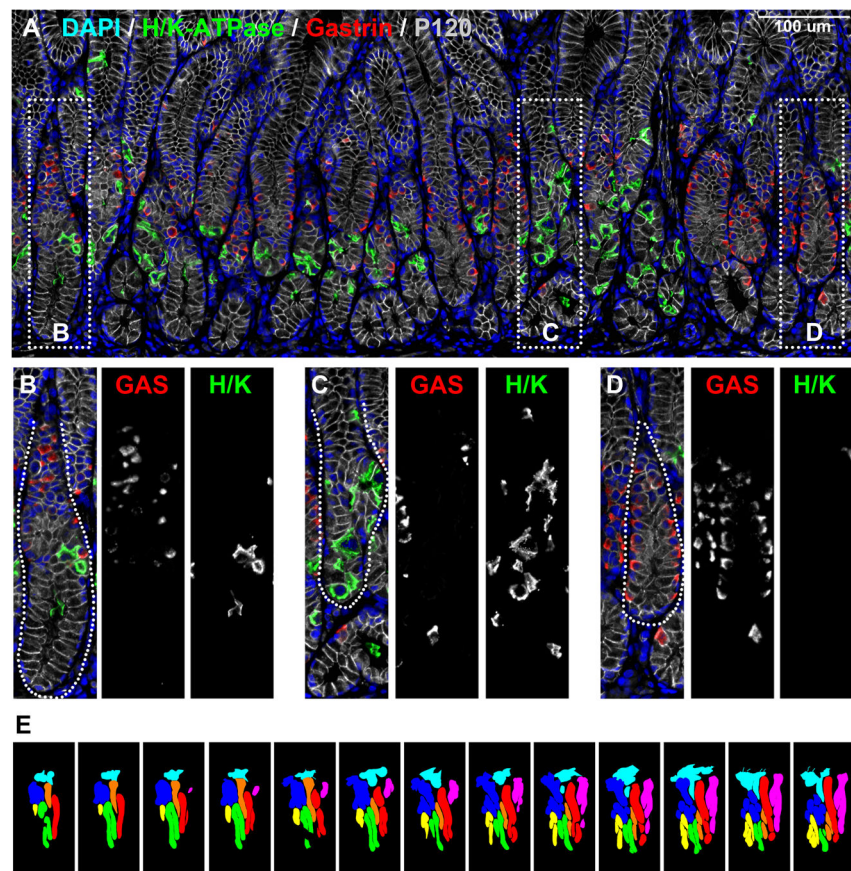 A DAPI / H/K-ATPase / Gastrin / P120
100 um
B
C
D
B GAS H/K
C GAS H/K
D GAS H/K
E